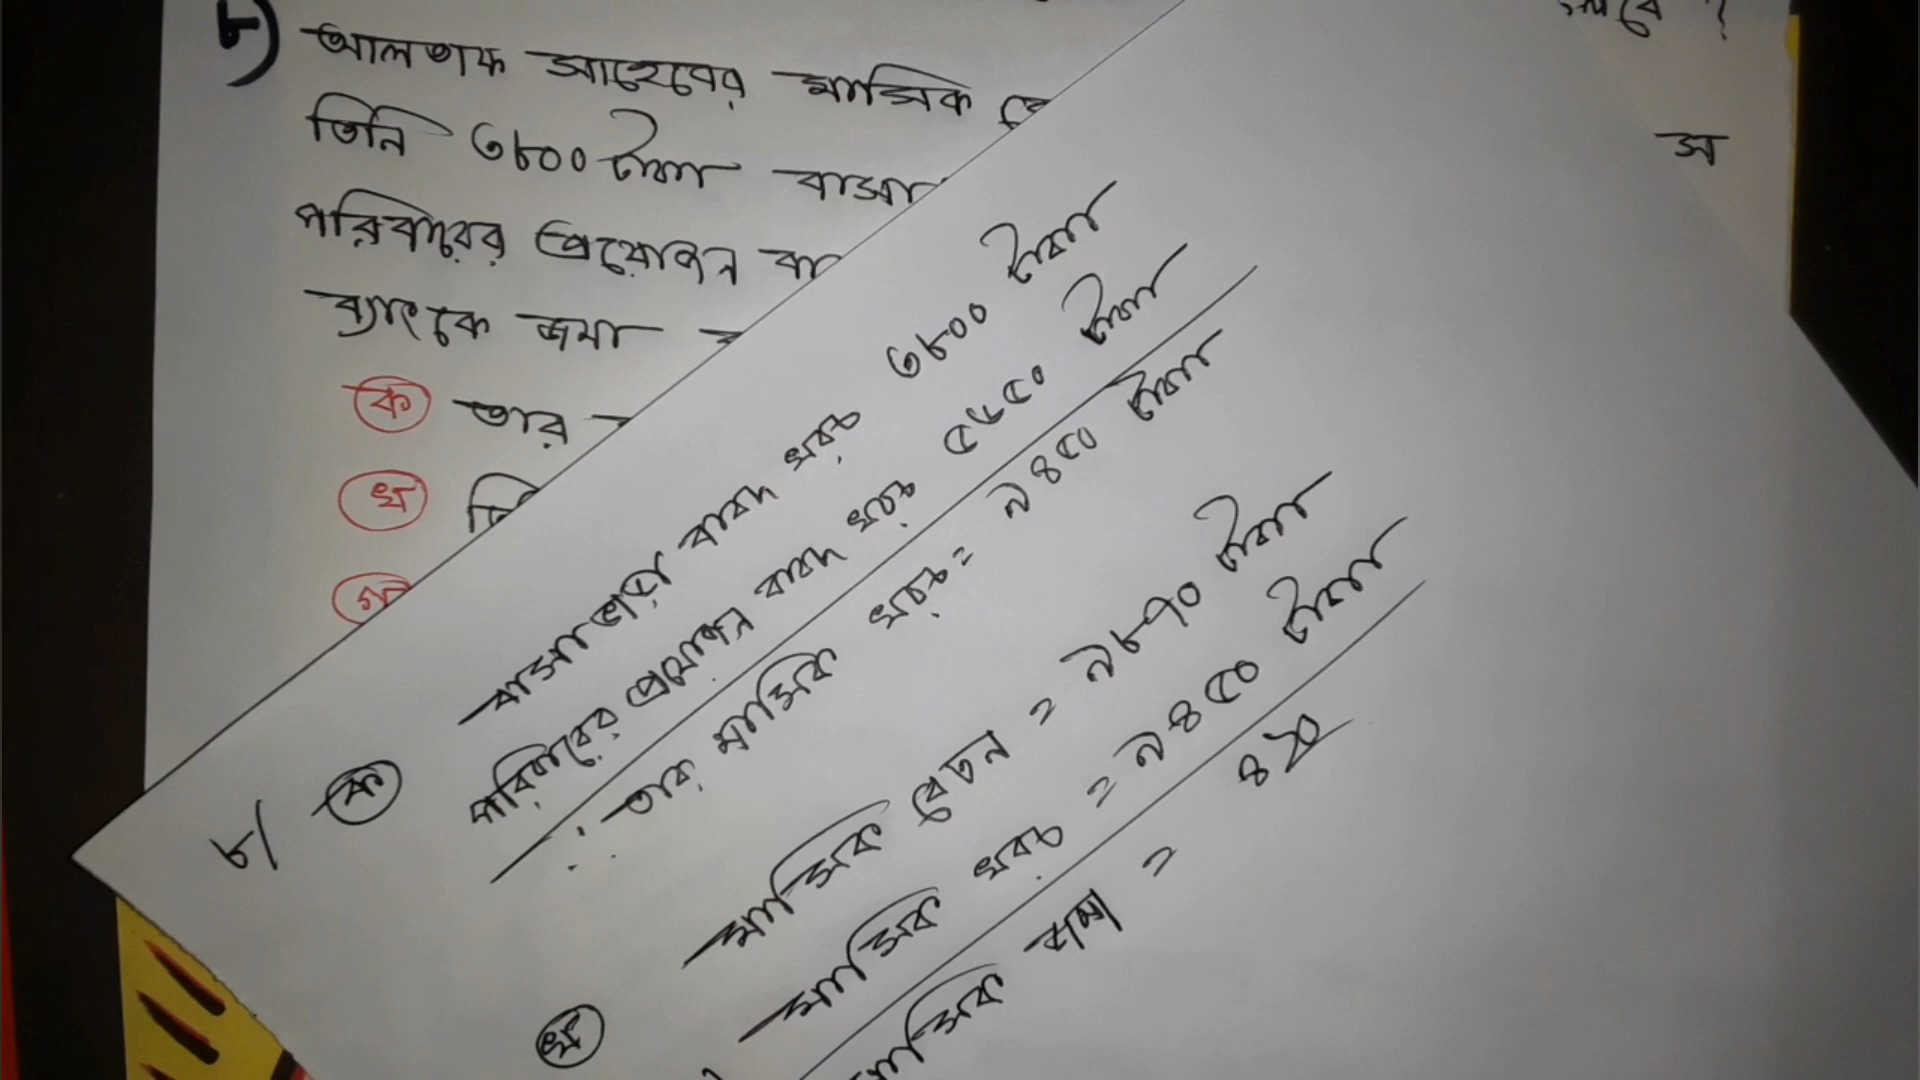 ৮) আলতাফ সাহেবের মাসিক বে
তিনি ৩৮০০ টাকা বাসা
পরিবারের প্রয়োজন বা
ব্যাংকে জমা
ক তার
খ তি
গ
স
৮/ ক বাসাভাড়া বাবদ খরচ ৩৮০০ টাকা
পরিবারের প্রয়োজন বাবদ খরচ ৫৬৫০ টাকা
∴ তার মাসিক খরচ = ৯৪৫০ টাকা
খ মাসিক বেতন = ৯৮৭০ টাকা
মাসিক খরচ = ৯৪৫০ টাকা
মাসিক = ৪২০